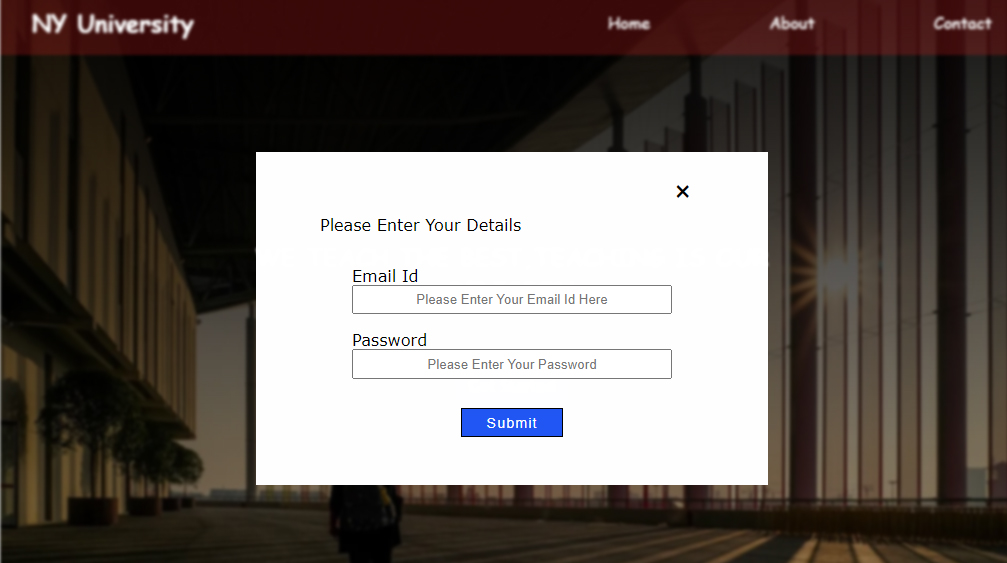 NY University
Home About Contact
×
Please Enter Your Details
Email Id
Please Enter Your Email Id Here
Password
Please Enter Your Password
Submit